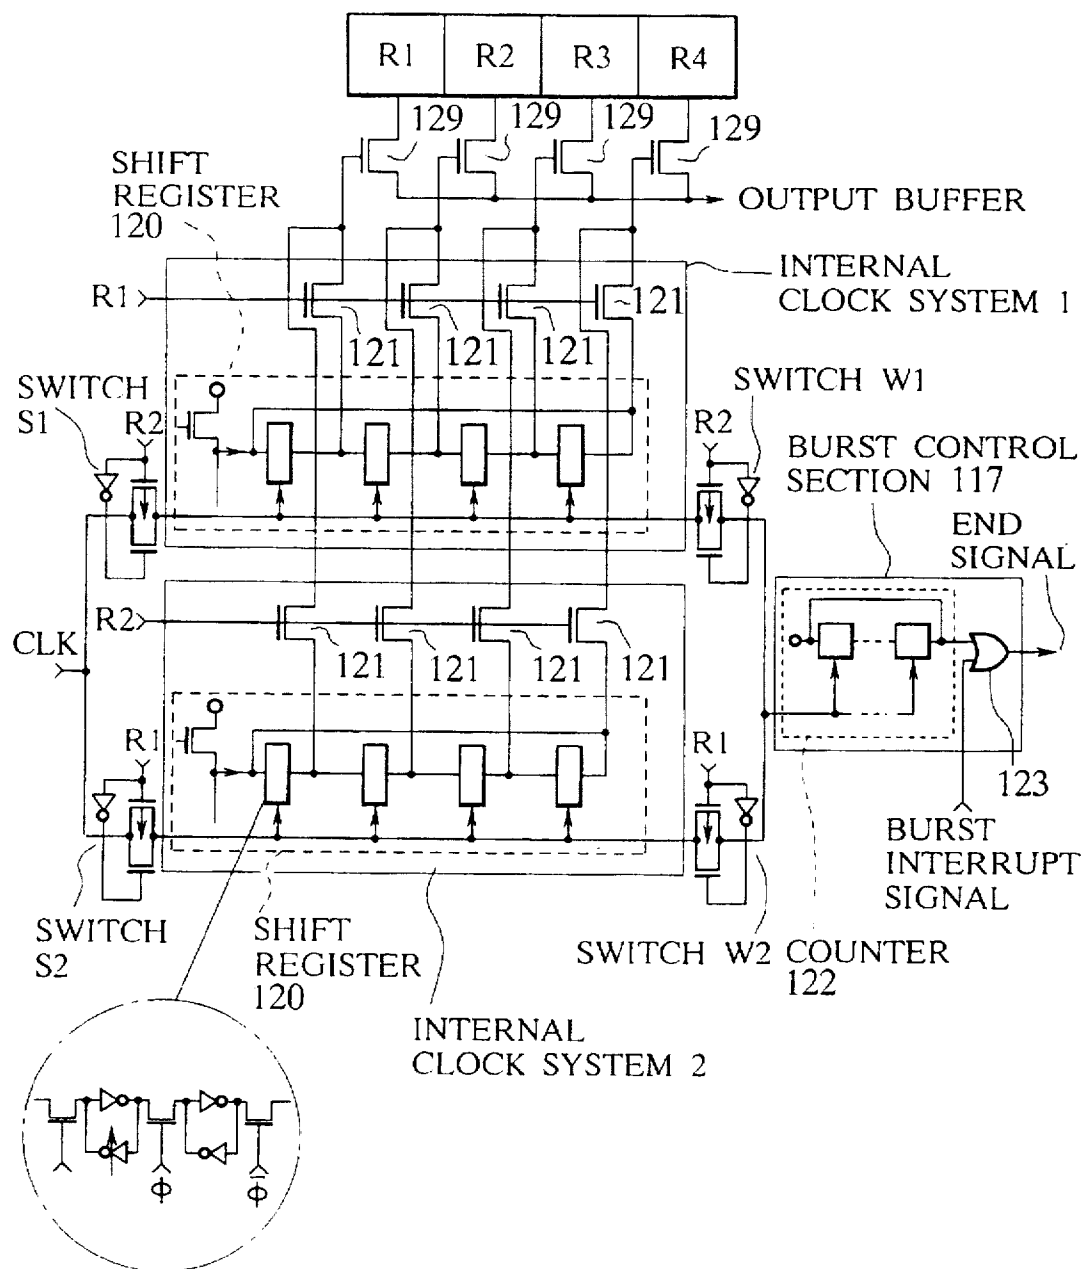 R1 R2 R3 R4
129 129 129 129
SHIFT
REGISTER
120
OUTPUT BUFFER
INTERNAL
CLOCK SYSTEM 1
R1
121 121 121 121
SWITCH
S1
R2
SWITCH W1
R2
BURST CONTROL
SECTION 117
END
SIGNAL
R2
CLK
121 121 121 121
R1
R1
123
BURST
INTERRUPT
SIGNAL
SWITCH
S2
SHIFT
REGISTER
120
SWITCH W2
COUNTER
122
INTERNAL
CLOCK SYSTEM 2
Φ Φ̅